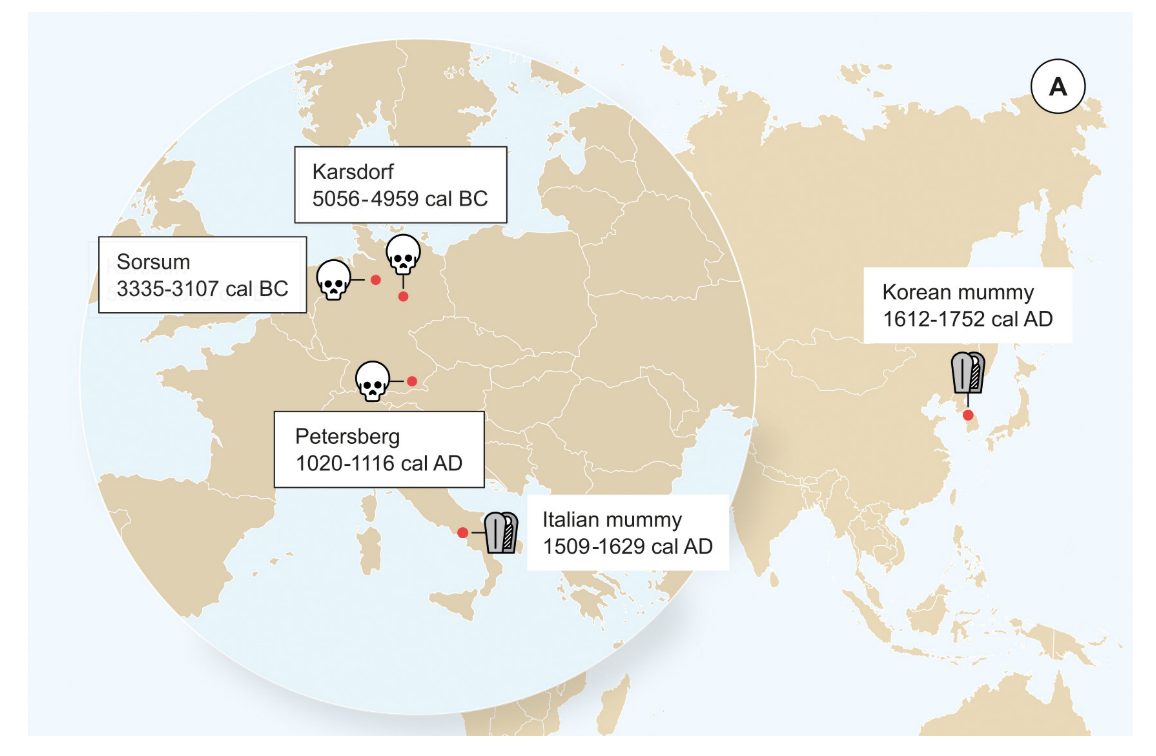 A
Karsdorf
5056-4959 cal BC
Sorsum
3335-3107 cal BC
Korean mummy
1612-1752 cal AD
Petersberg
1020-1116 cal AD
Italian mummy
1509-1629 cal AD